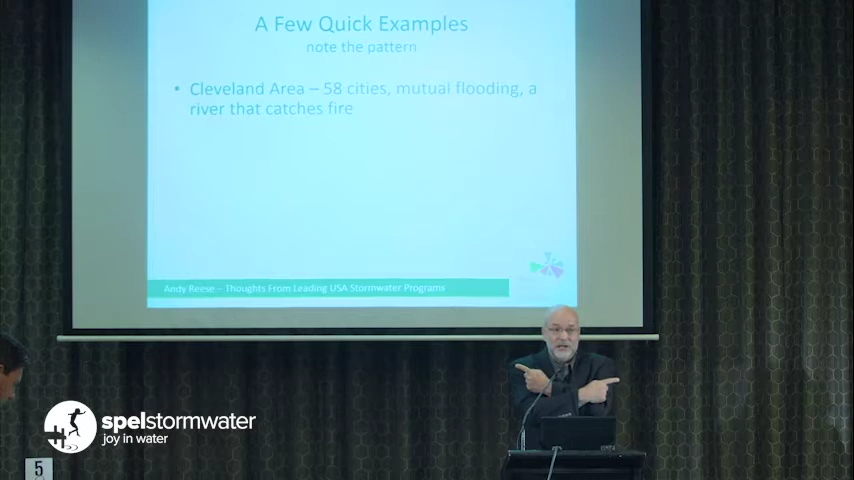 A Few Quick Examples
note the pattern
• Cleveland Area – 58 cities, mutual flooding, a
river that catches fire
Andy Reese – Thoughts From Leading USA Stormwater Programs
spelstormwater
joy in water
5